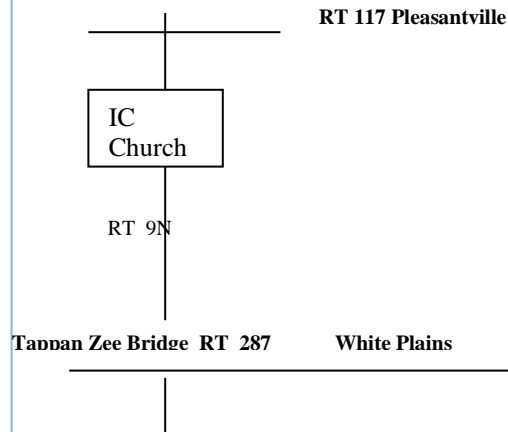 RT 117 Pleasantville
IC
Church
RT 9N
Tappan Zee Bridge RT 287 White Plains